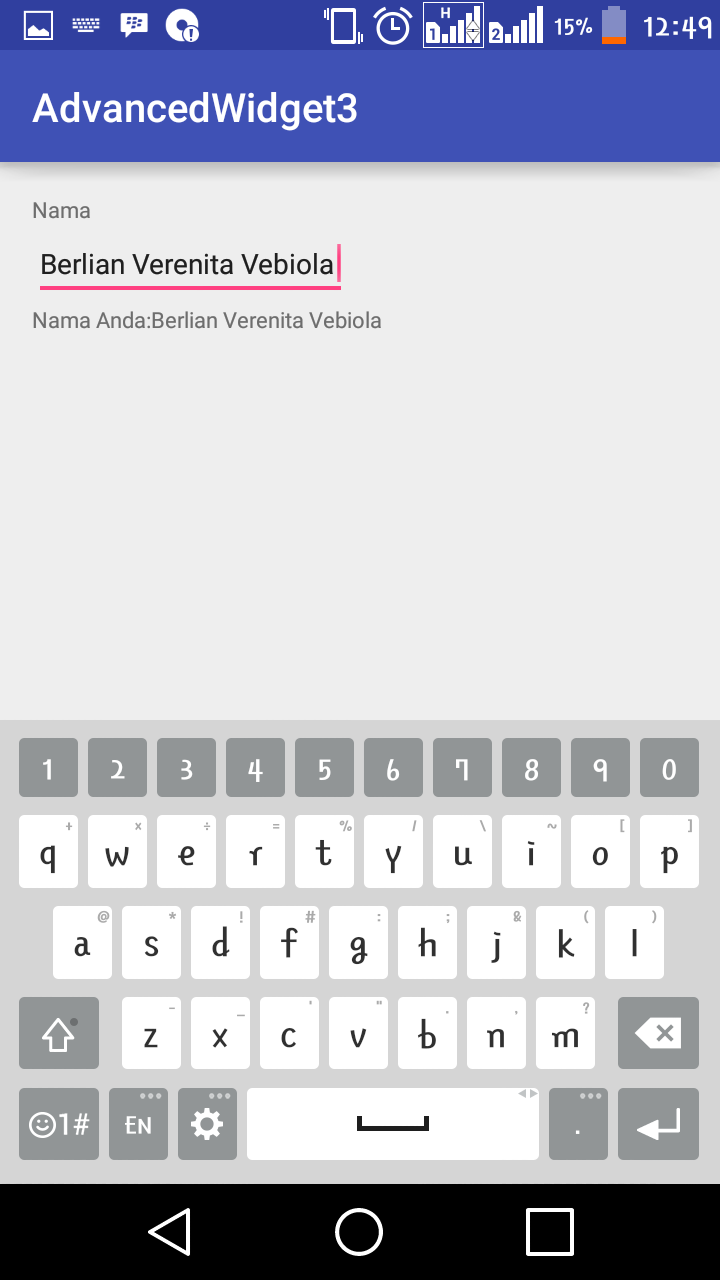 H
1 2 15% 12:49
AdvancedWidget3
Nama
Berlian Verenita Vebiola
Nama Anda:Berlian Verenita Vebiola
1 2 3 4 5 6 7 8 9 0
+ × ÷ = % / \ ~ [ ]
q w e r t y u i o p
@ * ! # : ; & ( )
a s d f g h j k l
- _ ' " . , ?
z x c v b n m
1# EN .